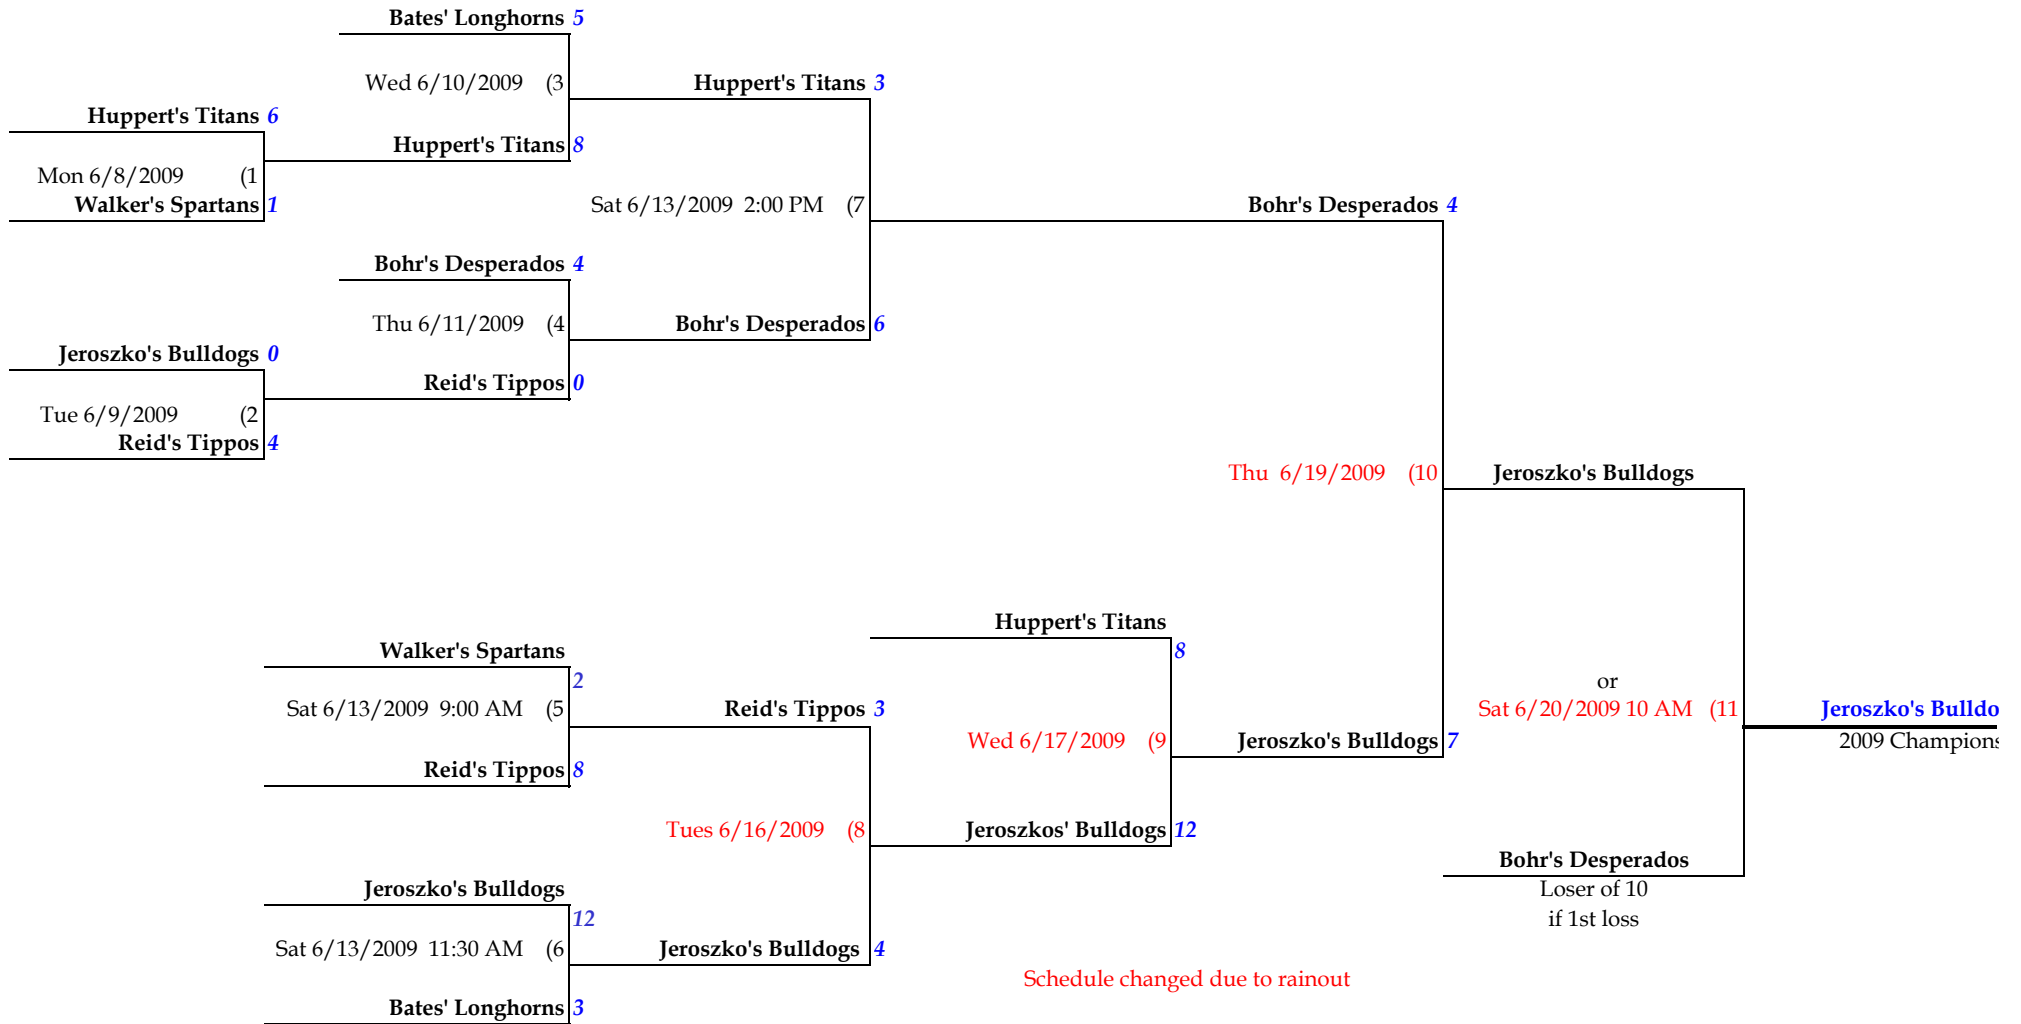 Bates' Longhorns 5
Wed 6/10/2009 (3
Huppert's Titans 3
Huppert's Titans 6
Huppert's Titans 8
Mon 6/8/2009 (1
Walker's Spartans 1
Sat 6/13/2009 2:00 PM (7
Bohr's Desperados 4
Bohr's Desperados 4
Thu 6/11/2009 (4
Bohr's Desperados 6
Jeroszko's Bulldogs 0
Reid's Tippos 0
Tue 6/9/2009 (2
Reid's Tippos 4
Thu 6/19/2009 (10
Jeroszko's Bulldogs
Huppert's Titans
8
Walker's Spartans
2
or
Sat 6/13/2009 9:00 AM (5
Reid's Tippos 3
Sat 6/20/2009 10 AM (11
Jeroszko's Bulldo
Wed 6/17/2009 (9
Jeroszko's Bulldogs 7
2009 Champions
Reid's Tippos 8
Tues 6/16/2009 (8
Jeroszkos' Bulldogs 12
Bohr's Desperados
Loser of 10
if 1st loss
Jeroszko's Bulldogs
12
Sat 6/13/2009 11:30 AM (6
Jeroszko's Bulldogs 4
Schedule changed due to rainout
Bates' Longhorns 3